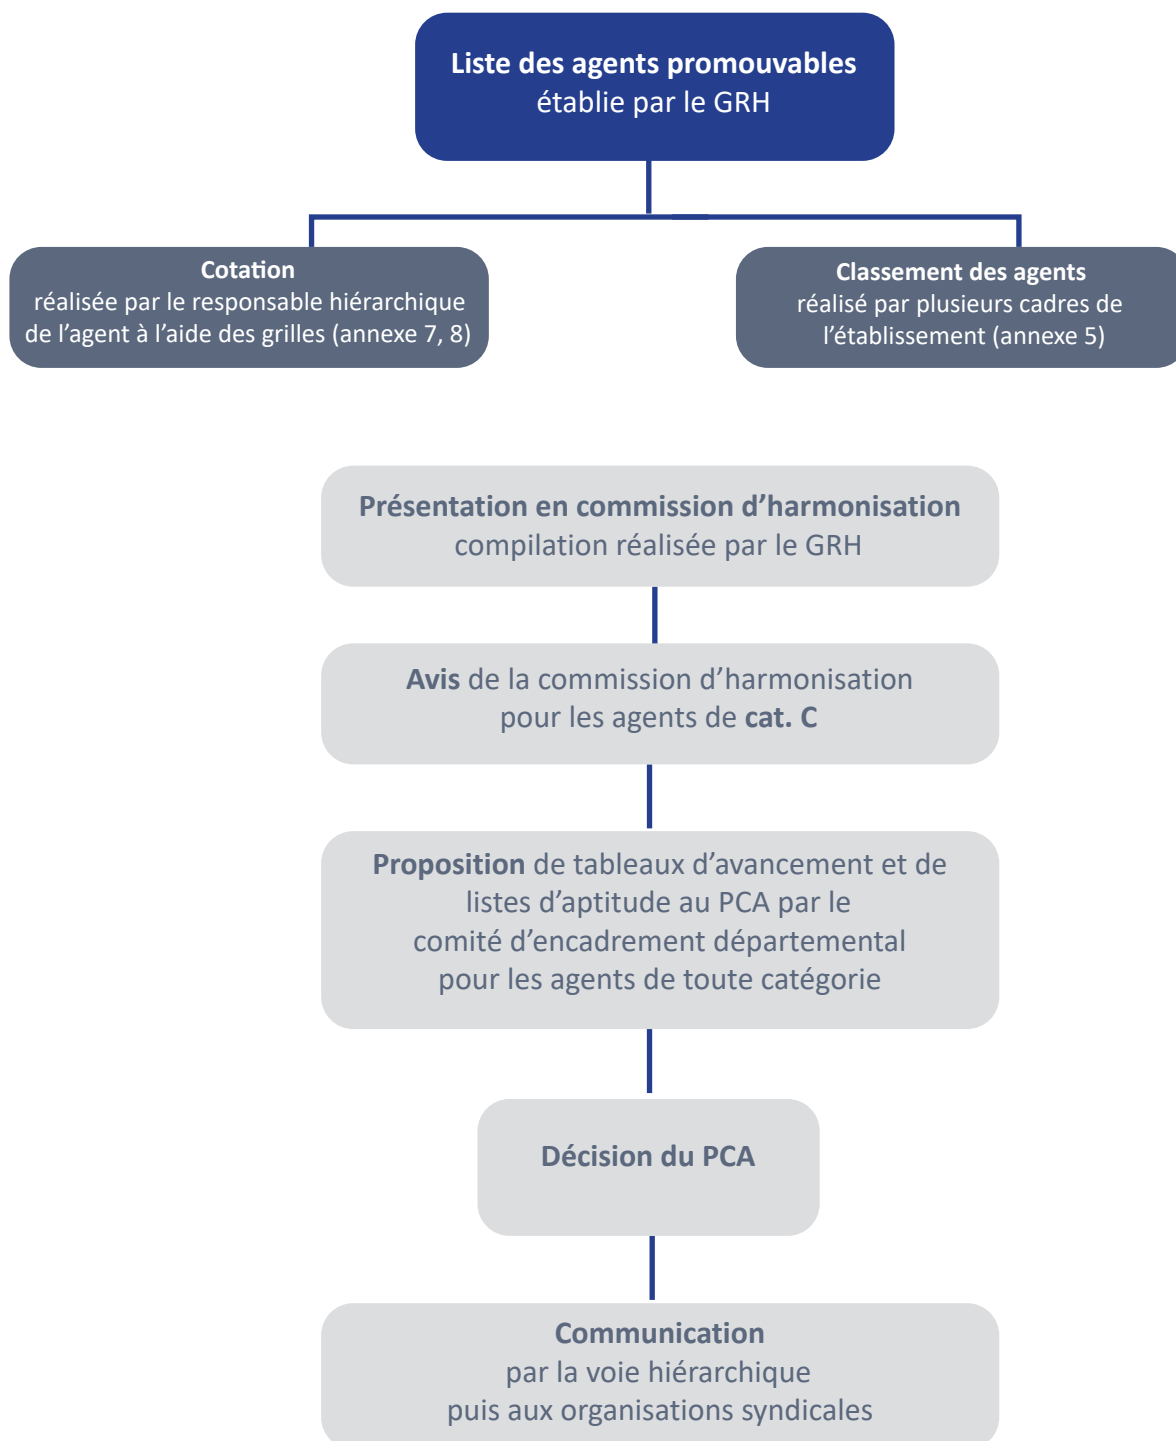 Liste des agents promouvables
établie par le GRH
Cotation
réalisée par le responsable hiérarchique
de l’agent à l’aide des grilles (annexe 7, 8)
Classement des agents
réalisé par plusieurs cadres de
l’établissement (annexe 5)
Présentation en commission d’harmonisation
compilation réalisée par le GRH
Avis de la commission d’harmonisation
pour les agents de cat. C
Proposition de tableaux d’avancement et de
listes d’aptitude au PCA par le
comité d’encadrement départemental
pour les agents de toute catégorie
Décision du PCA
Communication
par la voie hiérarchique
puis aux organisations syndicales